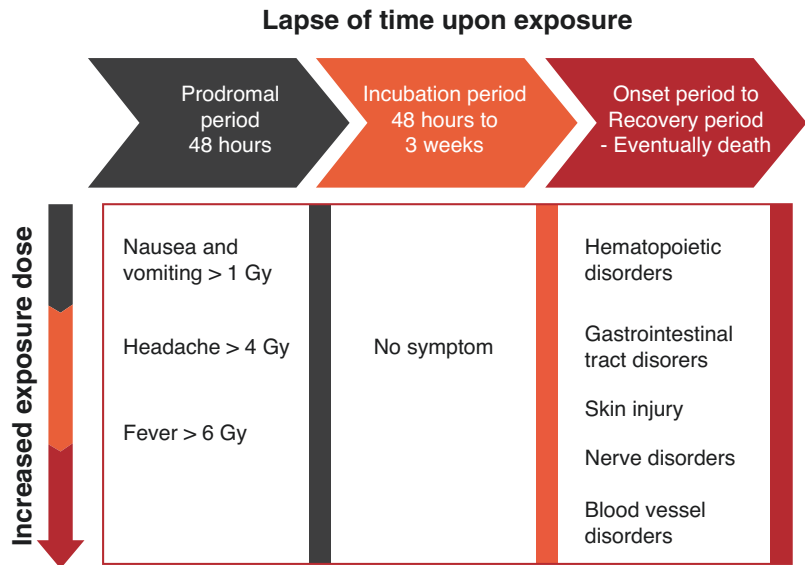 Lapse of time upon exposure
Prodromal
period
48 hours
Incubation period
48 hours to
3 weeks
Onset period to
Recovery period
- Eventually death
Increased exposure dose
Nausea and
vomiting > 1 Gy
Headache > 4 Gy
Fever > 6 Gy
No symptom
Hematopoietic
disorders
Gastrointestinal
tract disorers
Skin injury
Nerve disorders
Blood vessel
disorders